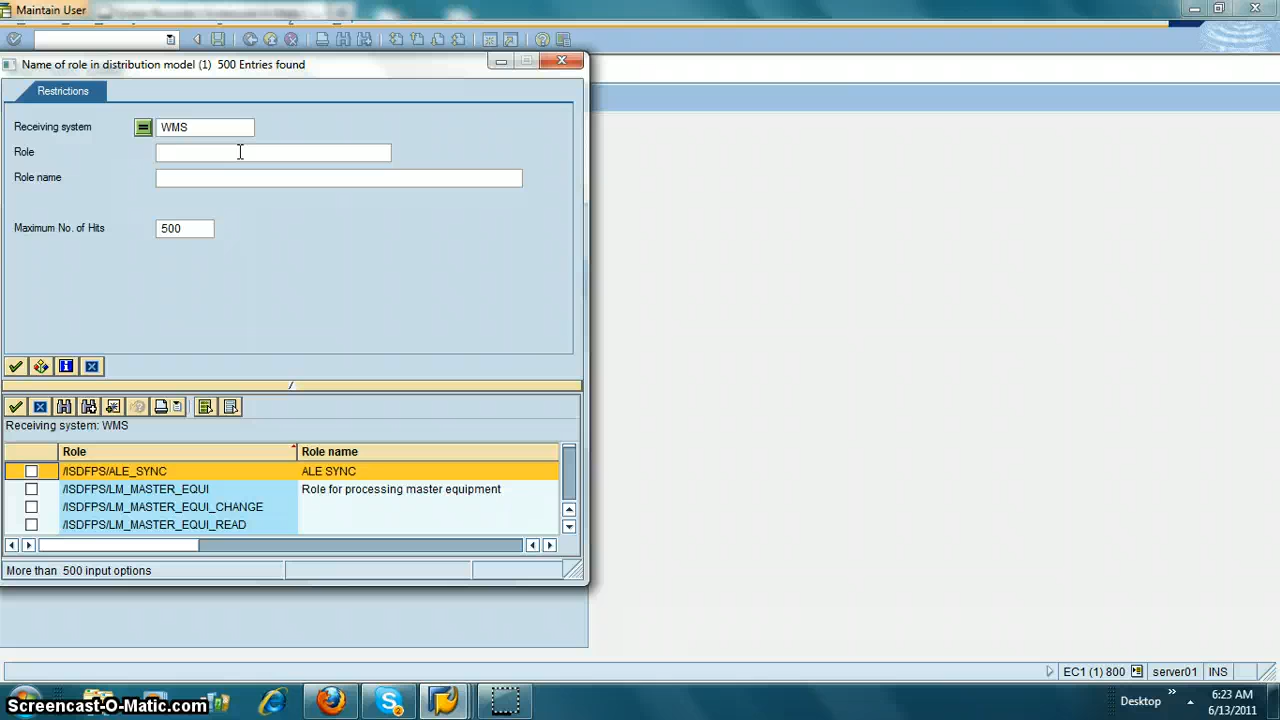 Maintain User
Name of role in distribution model (1) 500 Entries found
Restrictions
Receiving system WMS
Role
Role name
Maximum No. of Hits 500
Receiving system: WMS
Role Role name
/ISDFPS/ALE_SYNC ALE SYNC
/ISDFPS/LM_MASTER_EQUI Role for processing master equipment
/ISDFPS/LM_MASTER_EQUI_CHANGE
/ISDFPS/LM_MASTER_EQUI_READ
More than 500 input options
EC1 (1) 800 server01 INS
Desktop
6:23 AM
6/13/2011
Screencast-O-Matic.com